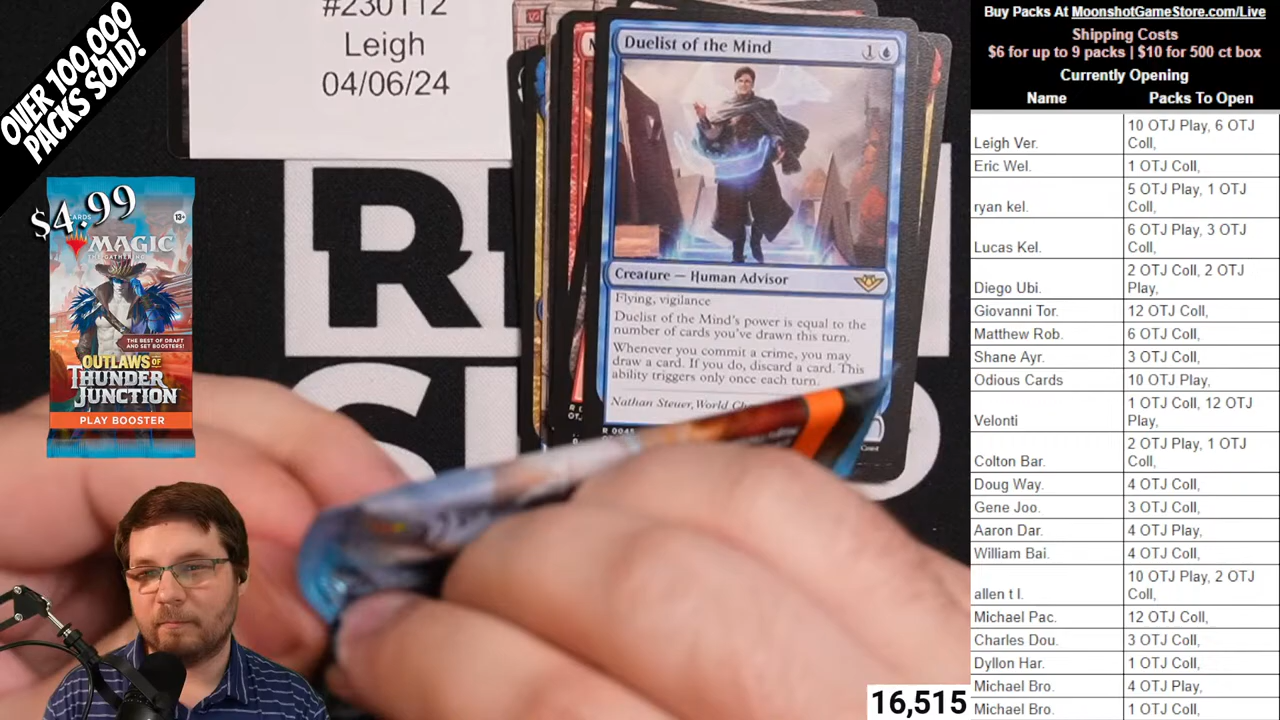 OVER 100,000
PACKS SOLD!
$4.99
CARDS
13+
MAGIC
THE GATHERING
THE BEST OF DRAFT
AND SET BOOSTERS!
OUTLAWS OF
THUNDER
JUNCTION
PLAY BOOSTER
#230112
Leigh
04/06/24
Duelist of the Mind
1
Creature — Human Advisor
Flying, vigilance
Duelist of the Mind's power is equal to the
number of cards you've drawn this turn.
Whenever you commit a crime, you may
draw a card. If you do, discard a card. This
ability triggers only once each turn.
Nathan Steuer, World
R 0045
Buy Packs At MoonshotGameStore.com/Live
Shipping Costs
$6 for up to 9 packs | $10 for 500 ct box
Currently Opening
Name Packs To Open
Leigh Ver. 10 OTJ Play, 6 OTJ
Coll,
Eric Wel. 1 OTJ Coll,
ryan kel. 5 OTJ Play, 1 OTJ
Coll,
Lucas Kel. 6 OTJ Play, 3 OTJ
Coll,
Diego Ubi. 2 OTJ Coll, 2 OTJ
Play,
Giovanni Tor. 12 OTJ Coll,
Matthew Rob. 6 OTJ Coll,
Shane Ayr. 3 OTJ Coll,
Odious Cards 10 OTJ Play,
Velonti 1 OTJ Coll, 12 OTJ
Play,
Colton Bar. 2 OTJ Play, 1 OTJ
Coll,
Doug Way. 4 OTJ Coll,
Gene Joo. 3 OTJ Coll,
Aaron Dar. 4 OTJ Play,
William Bai. 4 OTJ Coll,
allen t l. 10 OTJ Play, 2 OTJ
Coll,
Michael Pac. 12 OTJ Coll,
Charles Dou. 3 OTJ Coll,
Dyllon Har. 1 OTJ Coll,
Michael Bro. 4 OTJ Play,
Michael Bro. 1 OTJ Coll,
16,515